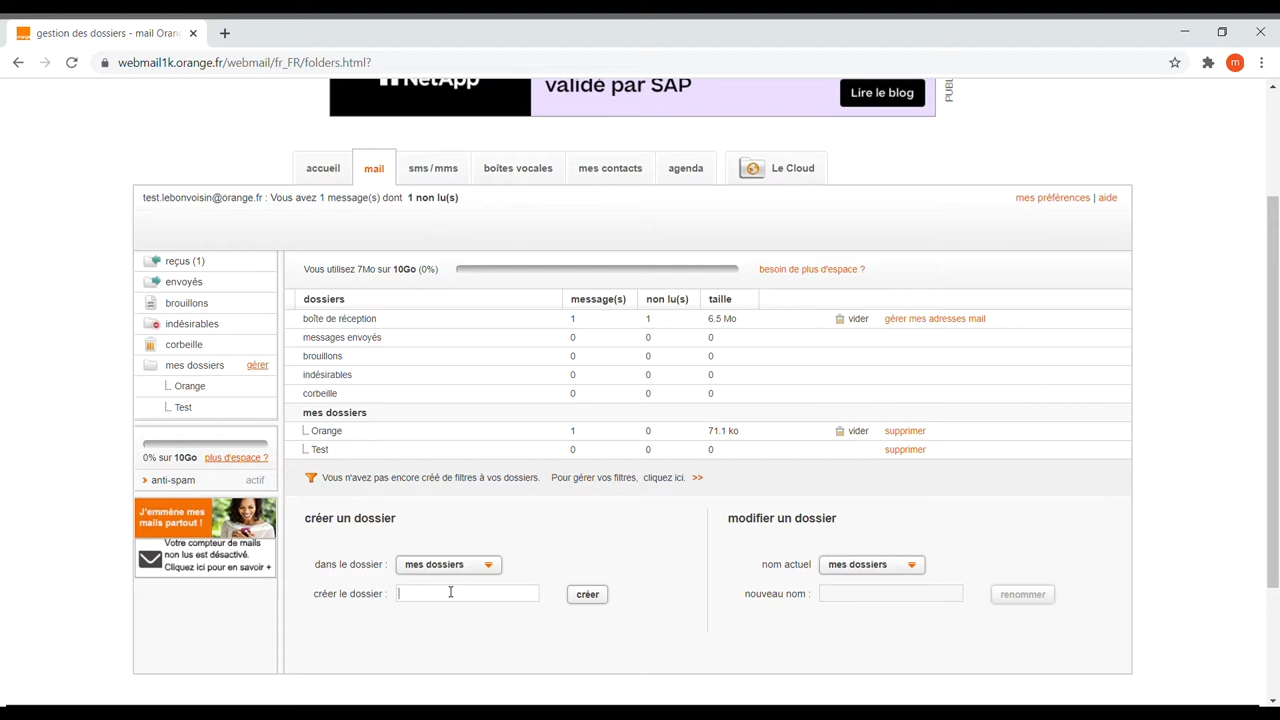 gestion des dossiers - mail Oran
webmail1k.orange.fr/webmail/fr_FR/folders.html?
m
NetApp
validé par SAP
Lire le blog
PUBL
accueil
mail
sms/mms
boîtes vocales
mes contacts
agenda
Le Cloud
test.lebonvoisin@orange.fr : Vous avez 1 message(s) dont 1 non lu(s)
mes préférences | aide
reçus (1)
envoyés
brouillons
indésirables
corbeille
mes dossiers gérer
Orange
Test
0% sur 10Go plus d'espace ?
anti-spam actif
J'emmène mes
mails partout !
Votre compteur de mails
non lus est désactivé.
Cliquez ici pour en savoir +
Vous utilisez 7Mo sur 10Go (0%)
besoin de plus d'espace ?
dossiers message(s) non lu(s) taille
boîte de réception 1 1 6.5 Mo vider gérer mes adresses mail
messages envoyés 0 0 0
brouillons 0 0 0
indésirables 0 0 0
corbeille 0 0 0
mes dossiers
Orange 1 0 71.1 ko vider supprimer
Test 0 0 0 supprimer
Vous n'avez pas encore créé de filtres à vos dossiers. Pour gérer vos filtres, cliquez ici. >>
créer un dossier
dans le dossier : mes dossiers
créer le dossier : créer
modifier un dossier
nom actuel mes dossiers
nouveau nom : renommer